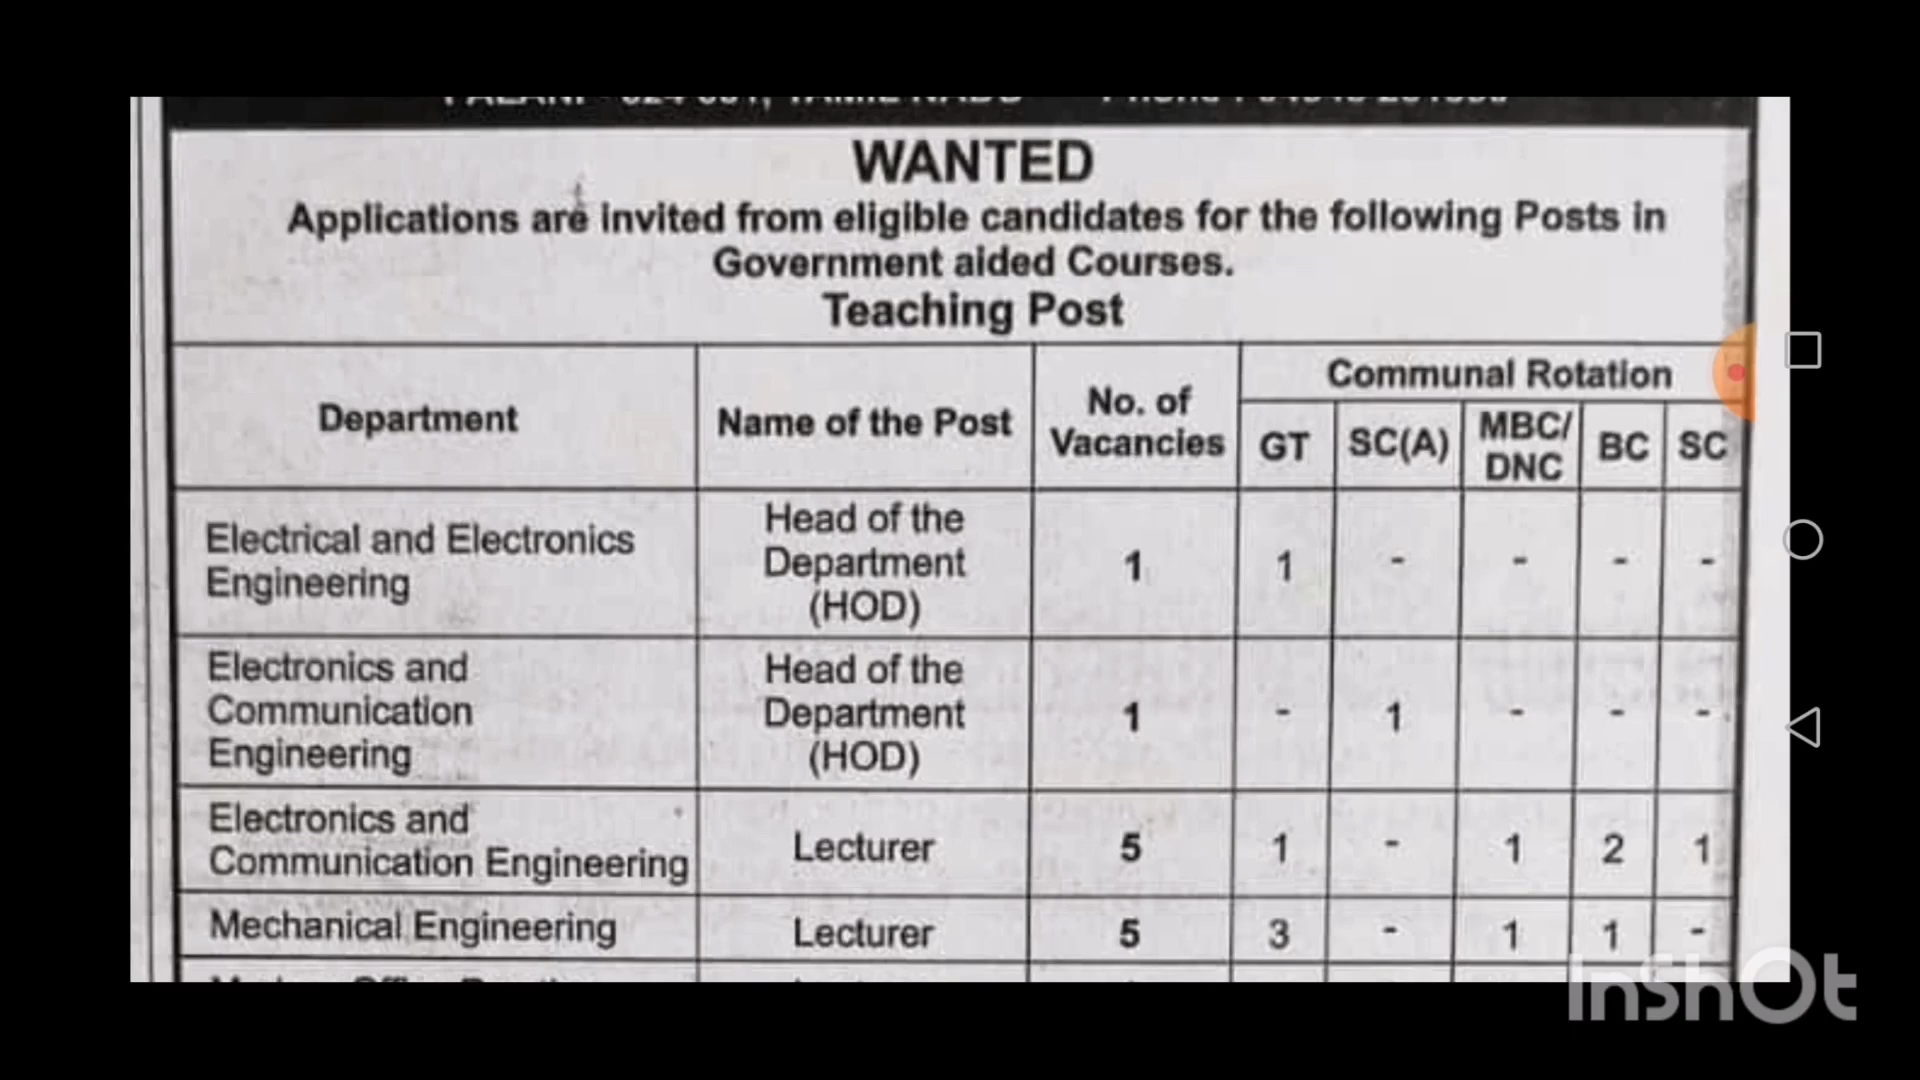 WANTED
Applications are invited from eligible candidates for the following Posts in
Government aided Courses.
Teaching Post
Department
Name of the Post
No. of
Vacancies
Communal Rotation
GT
SC(A)
MBC/
DNC
BC
SC
Electrical and Electronics
Engineering
Head of the
Department
(HOD)
1
1
-
-
-
-
Electronics and
Communication
Engineering
Head of the
Department
(HOD)
1
-
1
-
-
-
Electronics and
Communication Engineering
Lecturer
5
1
-
1
2
1
Mechanical Engineering
Lecturer
5
3
-
1
1
-
InShOt